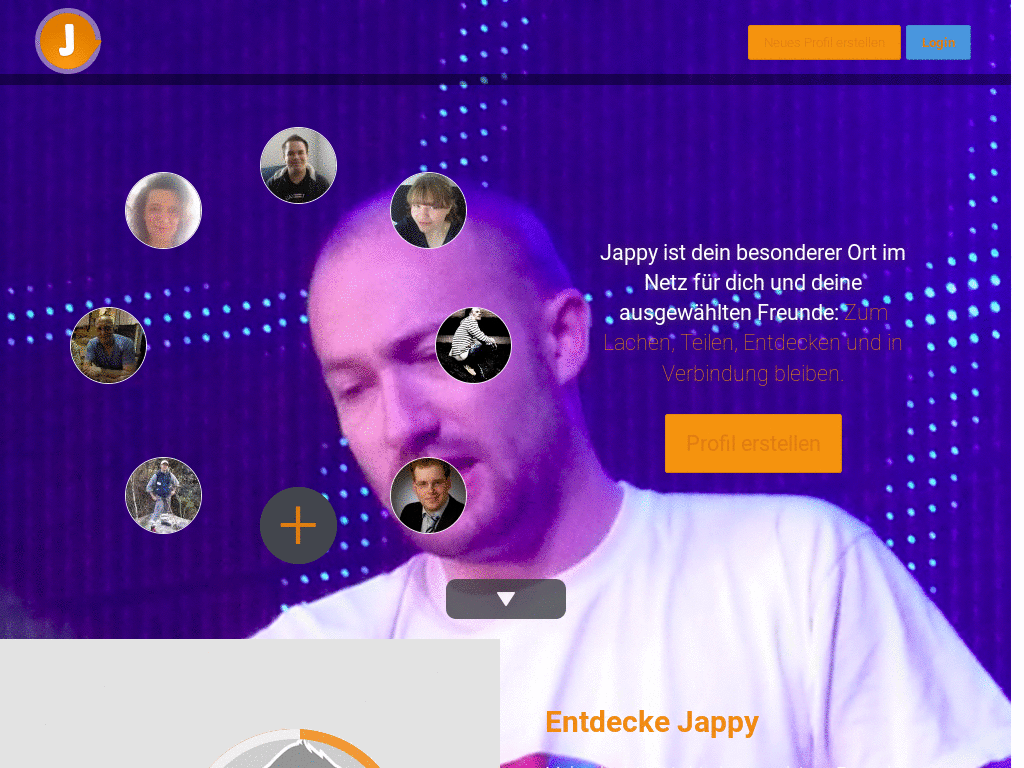 J
Neues Profil erstellen
Login
Jappy ist dein besonderer Ort im
Netz für dich und deine
ausgewählten Freunde: Zum
Lachen, Teilen, Entdecken und in
Verbindung bleiben.
Profil erstellen
Entdecke Jappy